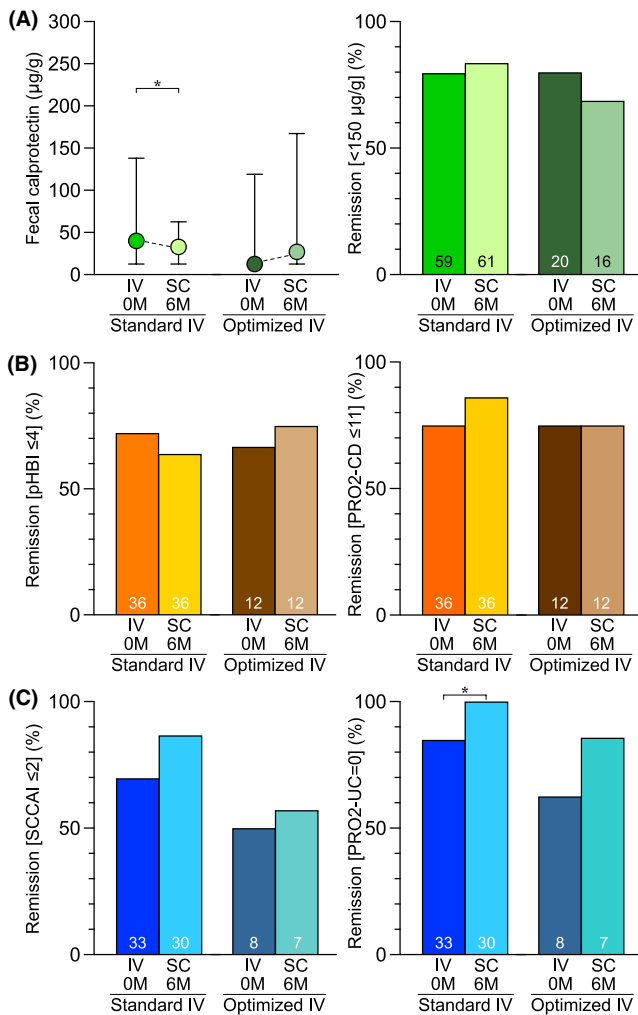 (A)
Fecal calprotectin (µg/g)
300
250
200
150
100
50
0
*
IV
0M
SC
6M
IV
0M
SC
6M
Standard IV
Optimized IV
Remission [<150 µg/g] (%)
100
50
0
59
61
20
16
IV
0M
SC
6M
IV
0M
SC
6M
Standard IV
Optimized IV
(B)
Remission [pHBI ≤4] (%)
100
50
0
36
36
12
12
IV
0M
SC
6M
IV
0M
SC
6M
Standard IV
Optimized IV
Remission [PRO2-CD ≤11] (%)
100
50
0
36
36
12
12
IV
0M
SC
6M
IV
0M
SC
6M
Standard IV
Optimized IV
(C)
Remission [SCCAI ≤2] (%)
100
50
0
33
30
8
7
IV
0M
SC
6M
IV
0M
SC
6M
Standard IV
Optimized IV
Remission [PRO2-UC=0] (%)
100
50
0
*
33
30
8
7
IV
0M
SC
6M
IV
0M
SC
6M
Standard IV
Optimized IV